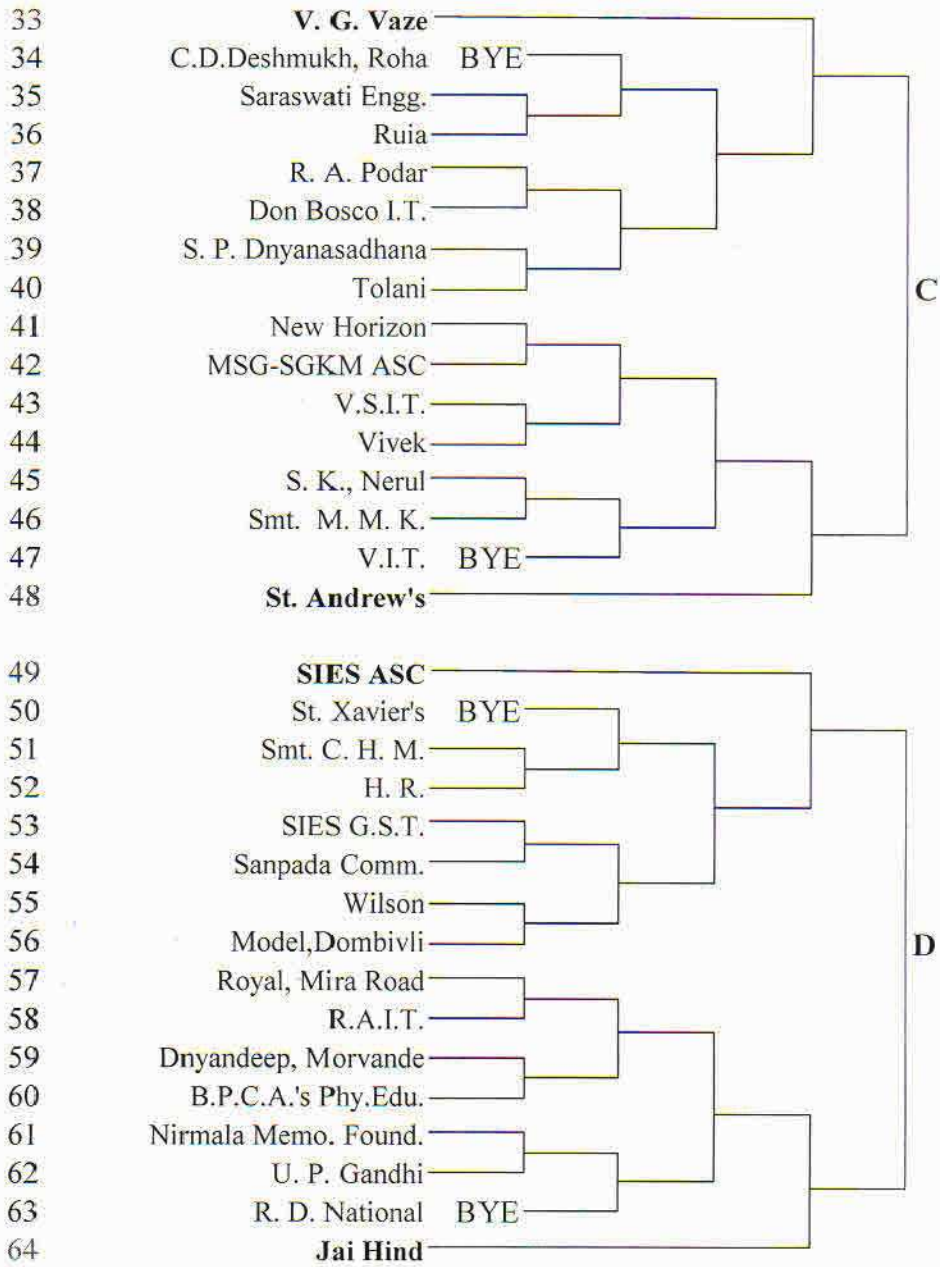 33 V. G. Vaze
34 C.D.Deshmukh, Roha BYE
35 Saraswati Engg.
36 Ruia
37 R. A. Podar
38 Don Bosco I.T.
39 S. P. Dnyanasadhana
40 Tolani
C
41 New Horizon
42 MSG-SGKM ASC
43 V.S.I.T.
44 Vivek
45 S. K., Nerul
46 Smt. M. M. K.
47 V.I.T. BYE
48 St. Andrew's
49 SIES ASC
50 St. Xavier's BYE
51 Smt. C. H. M.
52 H. R.
53 SIES G.S.T.
54 Sanpada Comm.
55 Wilson
56 Model,Dombivli
D
57 Royal, Mira Road
58 R.A.I.T.
59 Dnyandeep, Morvande
60 B.P.C.A.'s Phy.Edu.
61 Nirmala Memo. Found.
62 U. P. Gandhi
63 R. D. National BYE
64 Jai Hind